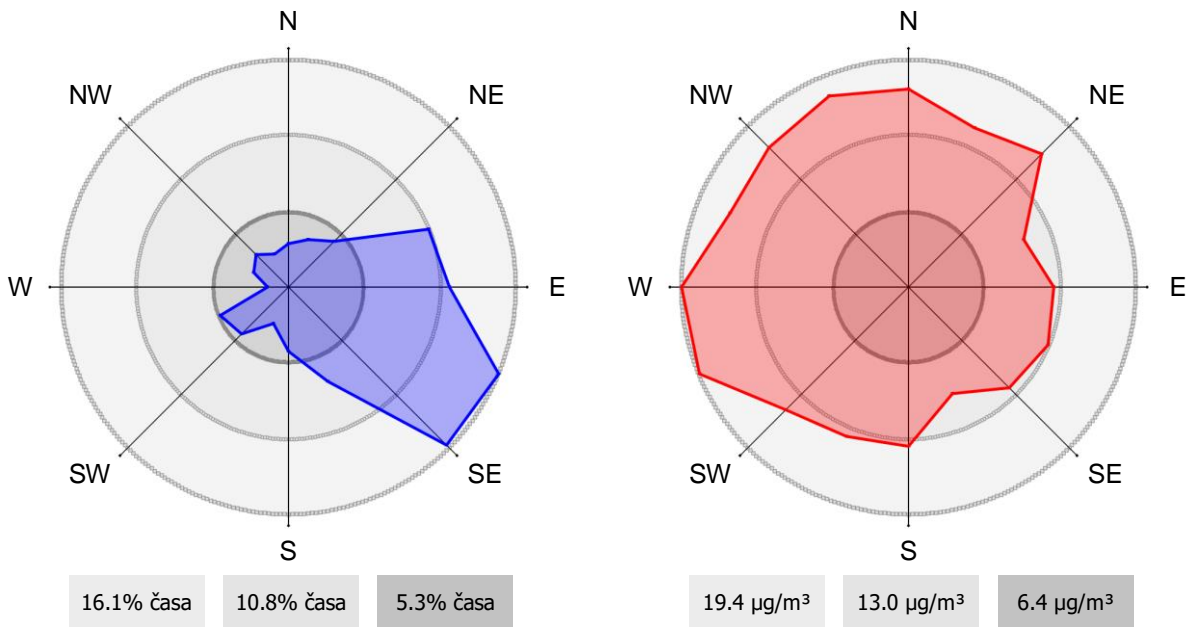 N
NW
NE
W
E
SW
SE
S
16.1% časa
10.8% časa
5.3% časa
N
NW
NE
W
E
SW
SE
S
19.4 µg/m³
13.0 µg/m³
6.4 µg/m³